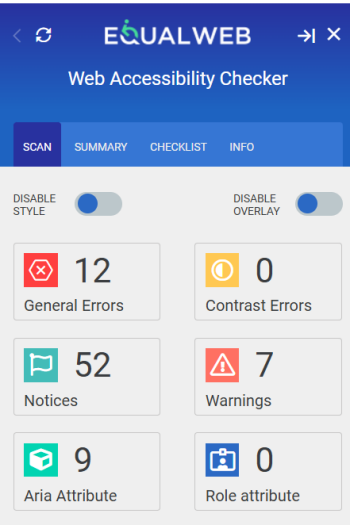 EQUALWEB
Web Accessibility Checker
SCAN SUMMARY CHECKLIST INFO
DISABLE
STYLE
DISABLE
OVERLAY
12
General Errors
0
Contrast Errors
52
Notices
7
Warnings
9
Aria Attribute
0
Role attribute